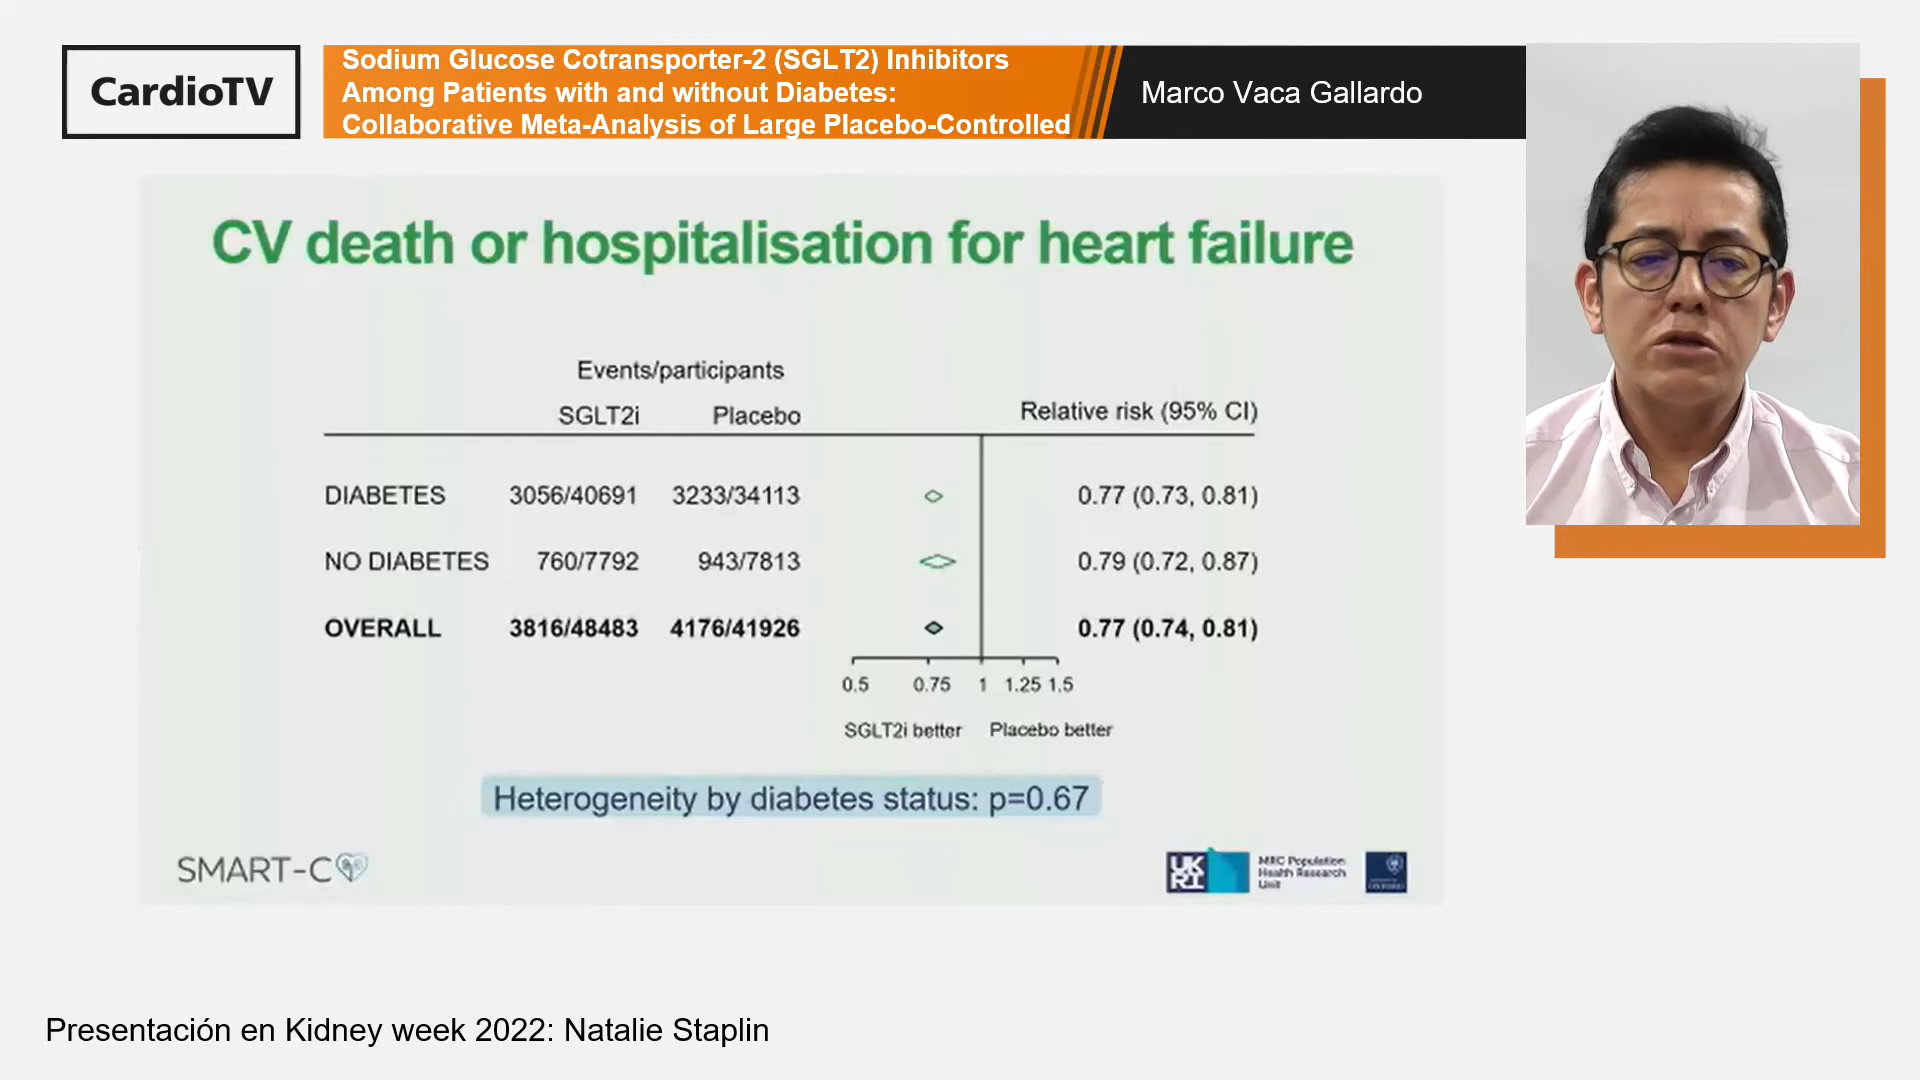 CardioTV
Sodium Glucose Cotransporter-2 (SGLT2) Inhibitors
Among Patients with and without Diabetes:
Collaborative Meta-Analysis of Large Placebo-Controlled
Marco Vaca Gallardo
CV death or hospitalisation for heart failure
Events/participants
SGLT2i Placebo Relative risk (95% CI)
DIABETES 3056/40691 3233/34113 0.77 (0.73, 0.81)
NO DIABETES 760/7792 943/7813 0.79 (0.72, 0.87)
OVERALL 3816/48483 4176/41926 0.77 (0.74, 0.81)
0.5 0.75 1 1.25 1.5
SGLT2i better Placebo better
Heterogeneity by diabetes status: p=0.67
SMART-C
UK
RI
MRC Population
Health Research
Unit
Presentación en Kidney week 2022: Natalie Staplin